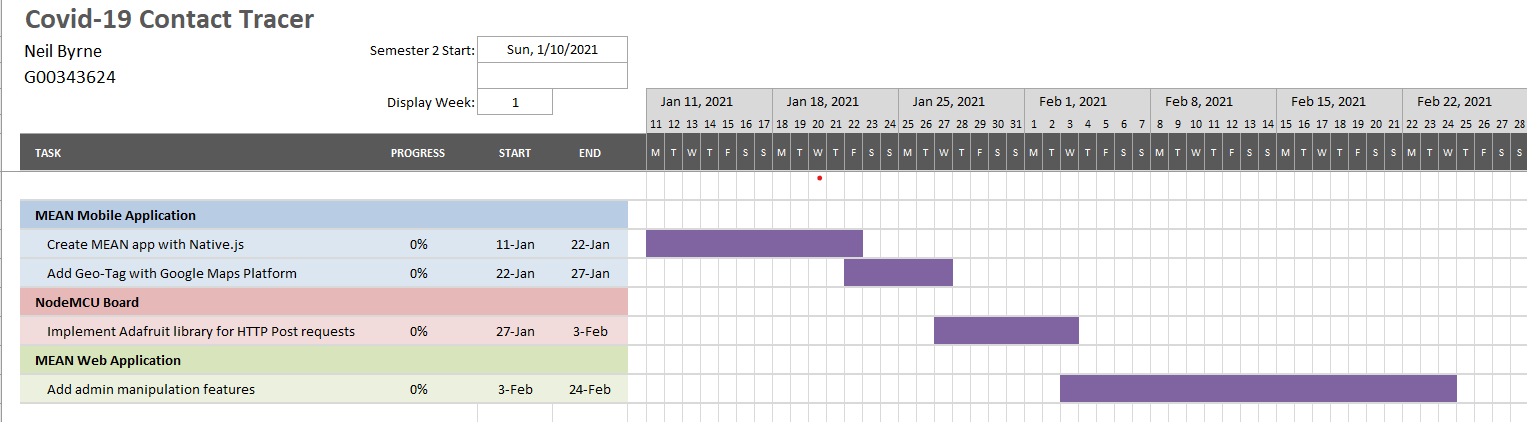 Covid-19 Contact Tracer
Neil Byrne Semester 2 Start: Sun, 1/10/2021
G00343624
Display Week: 1 Jan 11, 2021 Jan 18, 2021 Jan 25, 2021 Feb 1, 2021 Feb 8, 2021 Feb 15, 2021 Feb 22, 2021
11 12 13 14 15 16 17 18 19 20 21 22 23 24 25 26 27 28 29 30 31 1 2 3 4 5 6 7 8 9 10 11 12 13 14 15 16 17 18 19 20 21 22 23 24 25 26 27 28
TASK PROGRESS START END M T W T F S S M T W T F S S M T W T F S S M T W T F S S M T W T F S S M T W T F S S M T W T F S S
MEAN Mobile Application
Create MEAN app with Native.js 0% 11-Jan 22-Jan
Add Geo-Tag with Google Maps Platform 0% 22-Jan 27-Jan
NodeMCU Board
Implement Adafruit library for HTTP Post requests 0% 27-Jan 3-Feb
MEAN Web Application
Add admin manipulation features 0% 3-Feb 24-Feb